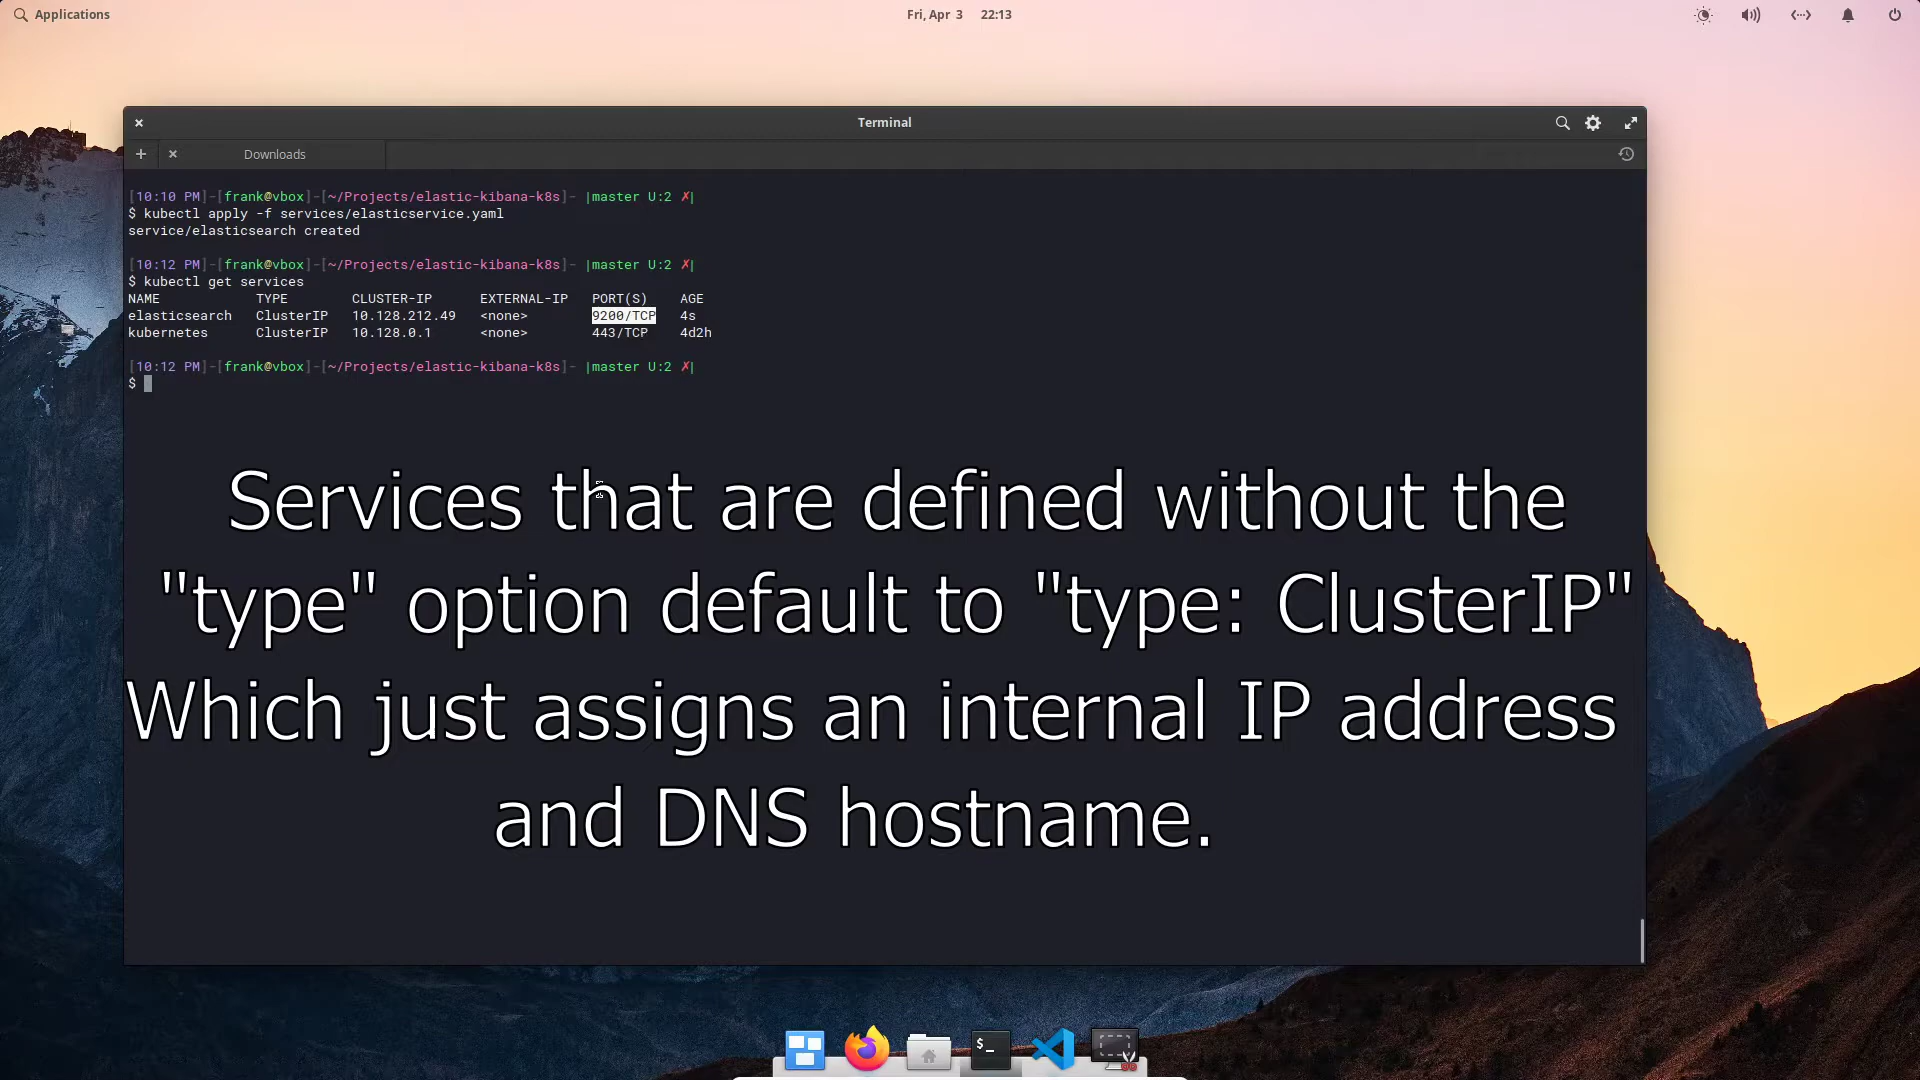 Applications
Fri, Apr 3 22:13
Terminal
Downloads
[10:10 PM]-[frank@vbox]-[~/Projects/elastic-kibana-k8s]- |master U:2 ✗|
$ kubectl apply -f services/elasticservice.yaml
service/elasticsearch created
[10:12 PM]-[frank@vbox]-[~/Projects/elastic-kibana-k8s]- |master U:2 ✗|
$ kubectl get services
NAME TYPE CLUSTER-IP EXTERNAL-IP PORT(S) AGE
elasticsearch ClusterIP 10.128.212.49 <none> 9200/TCP 4s
kubernetes ClusterIP 10.128.0.1 <none> 443/TCP 4d2h
[10:12 PM]-[frank@vbox]-[~/Projects/elastic-kibana-k8s]- |master U:2 ✗|
$
Services that are defined without the
"type" option default to "type: ClusterIP"
Which just assigns an internal IP address
and DNS hostname.
$_